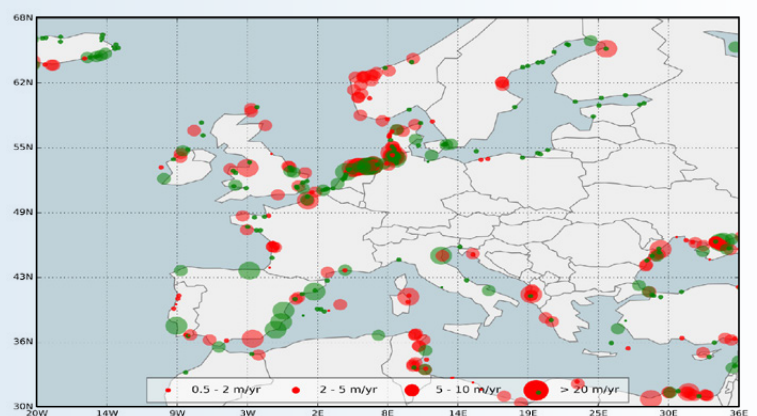 68N
62N
55N
49N
43N
36N
30N
0.5 - 2 m/yr 2 - 5 m/yr 5 - 10 m/yr > 20 m/yr
20W 14W 9W 3W 2E 8E 14E 19E 25E 30E 36E